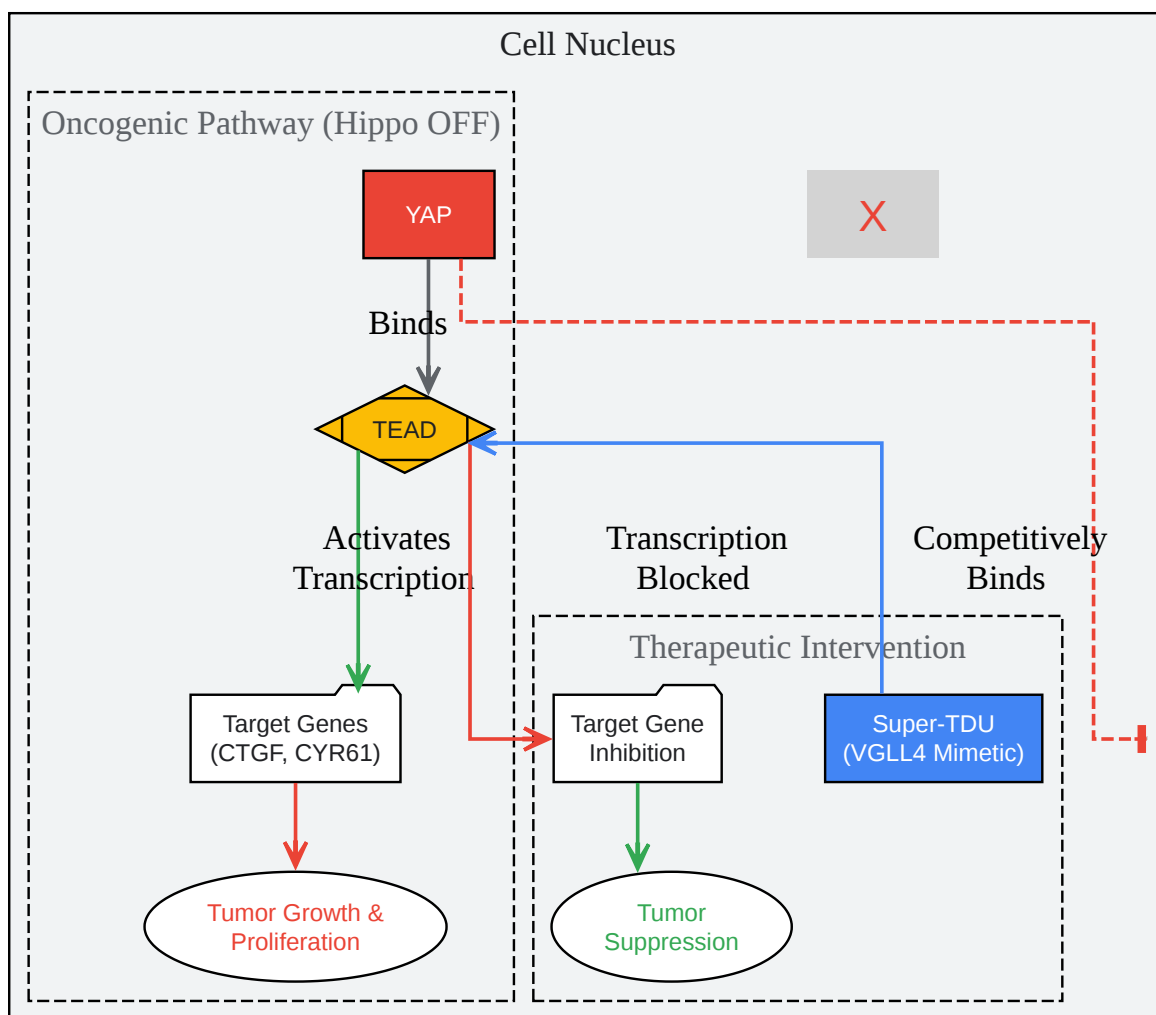 Cell Nucleus
Oncogenic Pathway (Hippo OFF)
YAP
X
Binds
TEAD
Activates
Transcription
Transcription
Blocked
Competitively
Binds
Therapeutic Intervention
Target Genes
(CTGF, CYR61)
Target Gene
Inhibition
Super-TDU
(VGLL4 Mimetic)
Tumor Growth &
Proliferation
Tumor
Suppression